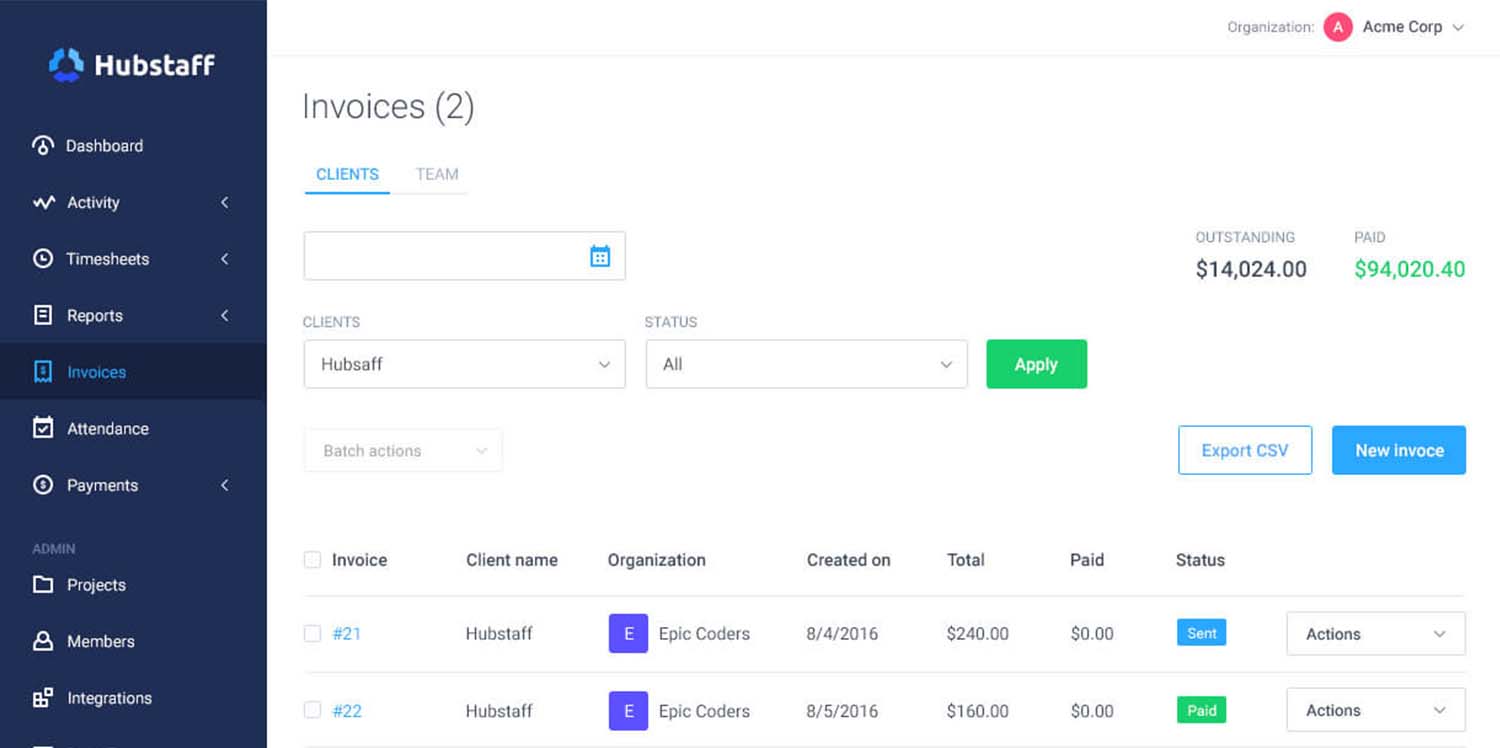 Organization: A Acme Corp
Hubstaff
Dashboard
Activity
Timesheets
Reports
Invoices
Attendance
Payments
ADMIN
Projects
Members
Integrations
Invoices (2)
CLIENTS TEAM
OUTSTANDING PAID
$14,024.00 $94,020.40
CLIENTS STATUS
Hubsaff All Apply
Batch actions Export CSV New invoce
Invoice Client name Organization Created on Total Paid Status
#21 Hubstaff E Epic Coders 8/4/2016 $240.00 $0.00 Sent Actions
#22 Hubstaff E Epic Coders 8/5/2016 $160.00 $0.00 Paid Actions